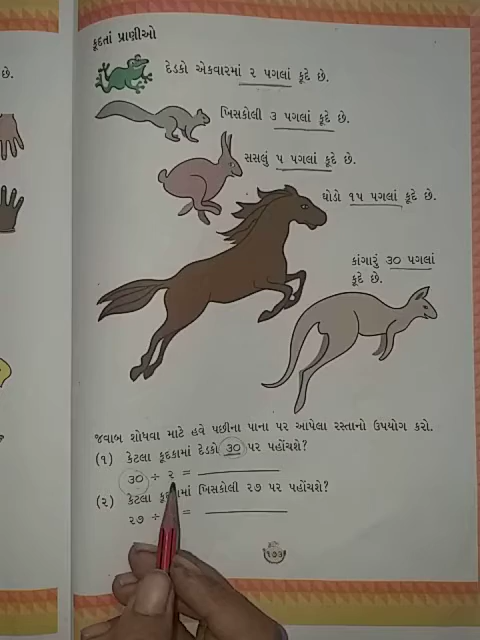 છે.
કૂદતાં પ્રાણીઓ
દેડકો એકવારમાં ૨ પગલાં કૂદે છે.
ખિસકોલી ૩ પગલાં કૂદે છે.
સસલું ૫ પગલાં કૂદે છે.
ઘોડો ૧૫ પગલાં કૂદે છે.
કાંગારું ૩૦ પગલાં
કૂદે છે.
જવાબ શોધવા માટે હવે પછીના પાના પર આપેલા રસ્તાનો ઉપયોગ કરો.
(૧) કેટલા કૂદકામાં દેડકો ૩૦ પર પહોંચશે?
૩૦ ÷ ૨ =
(૨) કેટલા કૂદકામાં ખિસકોલી ૨૭ પર પહોંચશે?
૨૭ ÷ =
૧૭૩